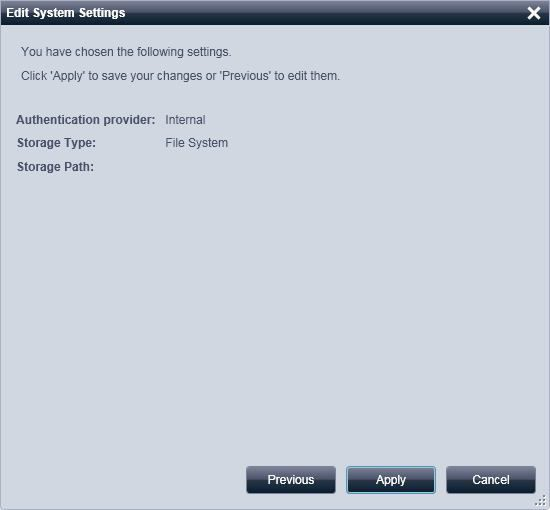 Edit System Settings
You have chosen the following settings.
Click 'Apply' to save your changes or 'Previous' to edit them.
Authentication provider: Internal
Storage Type: File System
Storage Path:
Previous Apply Cancel